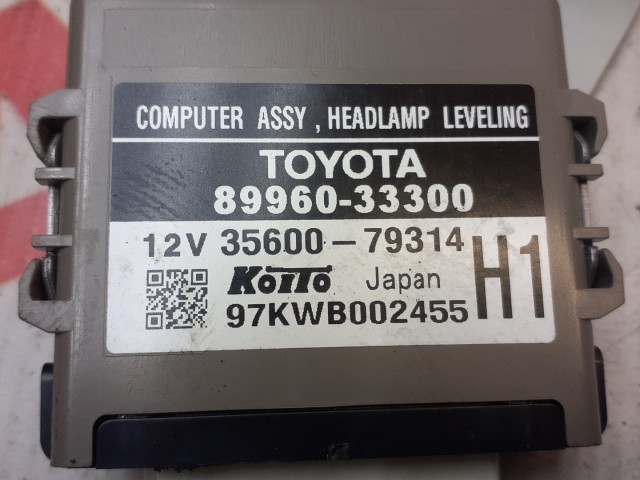 COMPUTER ASSY , HEADLAMP LEVELING
TOYOTA
89960-33300
12V 35600-79314
KOITO Japan H1
97KWB002455